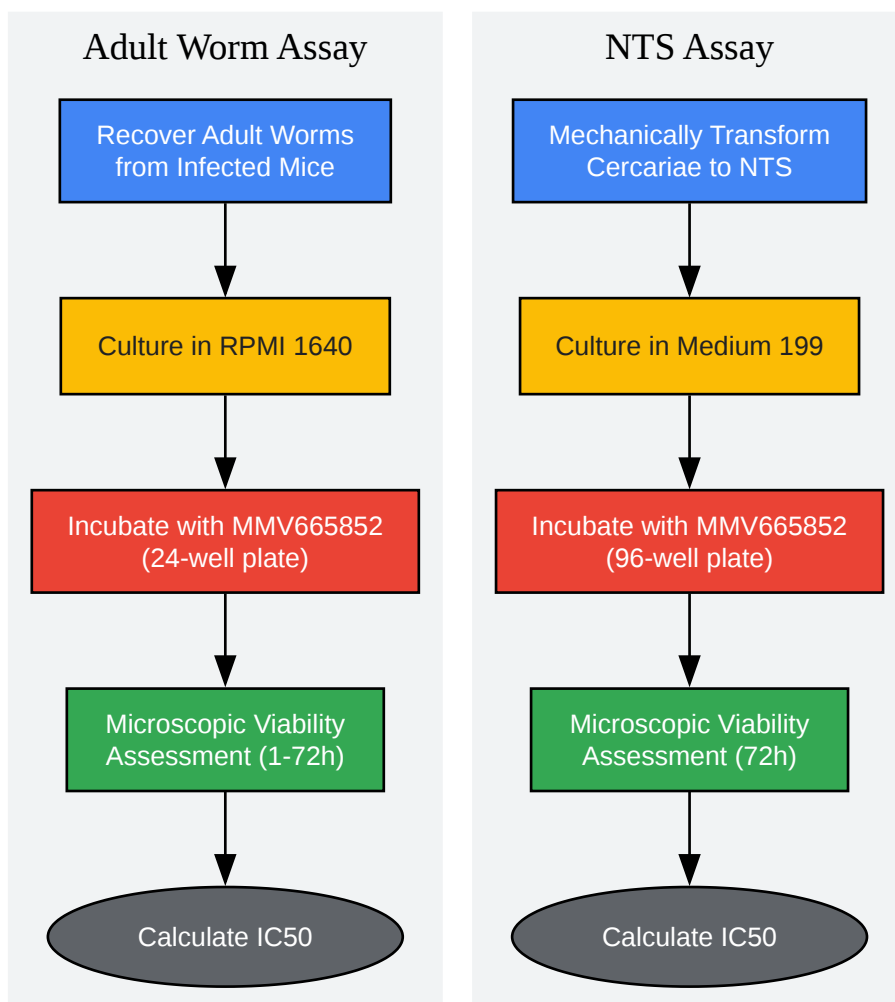 Adult Worm Assay
Recover Adult Worms
from Infected Mice
Culture in RPMI 1640
Incubate with MMV665852
(24-well plate)
Microscopic Viability
Assessment (1-72h)
Calculate IC50
NTS Assay
Mechanically Transform
Cercariae to NTS
Culture in Medium 199
Incubate with MMV665852
(96-well plate)
Microscopic Viability
Assessment (72h)
Calculate IC50